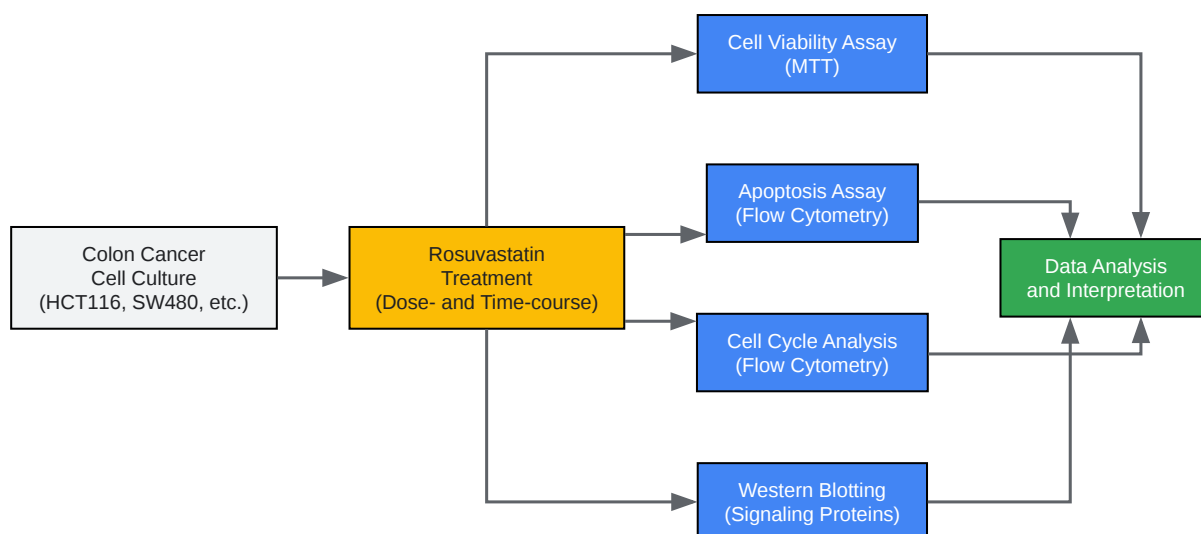 Colon Cancer
Cell Culture
(HCT116, SW480, etc.)
Rosuvastatin
Treatment
(Dose- and Time-course)
Cell Viability Assay
(MTT)
Apoptosis Assay
(Flow Cytometry)
Cell Cycle Analysis
(Flow Cytometry)
Western Blotting
(Signaling Proteins)
Data Analysis
and Interpretation